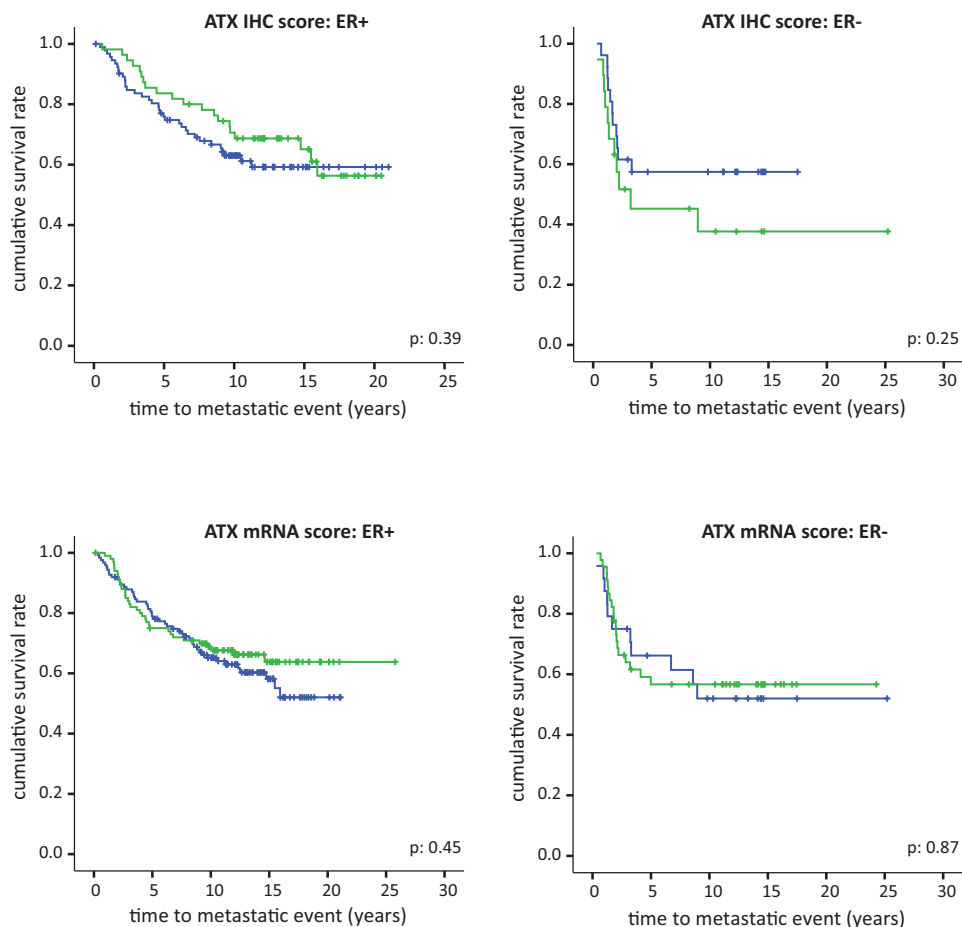 ATX IHC score: ER+
cumulative survival rate
1.0
0.8
0.6
0.4
0.2
0.0
p: 0.39
0 5 10 15 20 25
time to metastatic event (years)
ATX IHC score: ER-
cumulative survival rate
1.0
0.8
0.6
0.4
0.2
0.0
p: 0.25
0 5 10 15 20 25 30
time to metastatic event (years)
ATX mRNA score: ER+
cumulative survival rate
1.0
0.8
0.6
0.4
0.2
0.0
p: 0.45
0 5 10 15 20 25 30
time to metastatic event (years)
ATX mRNA score: ER-
cumulative survival rate
1.0
0.8
0.6
0.4
0.2
0.0
p: 0.87
0 5 10 15 20 25 30
time to metastatic event (years)